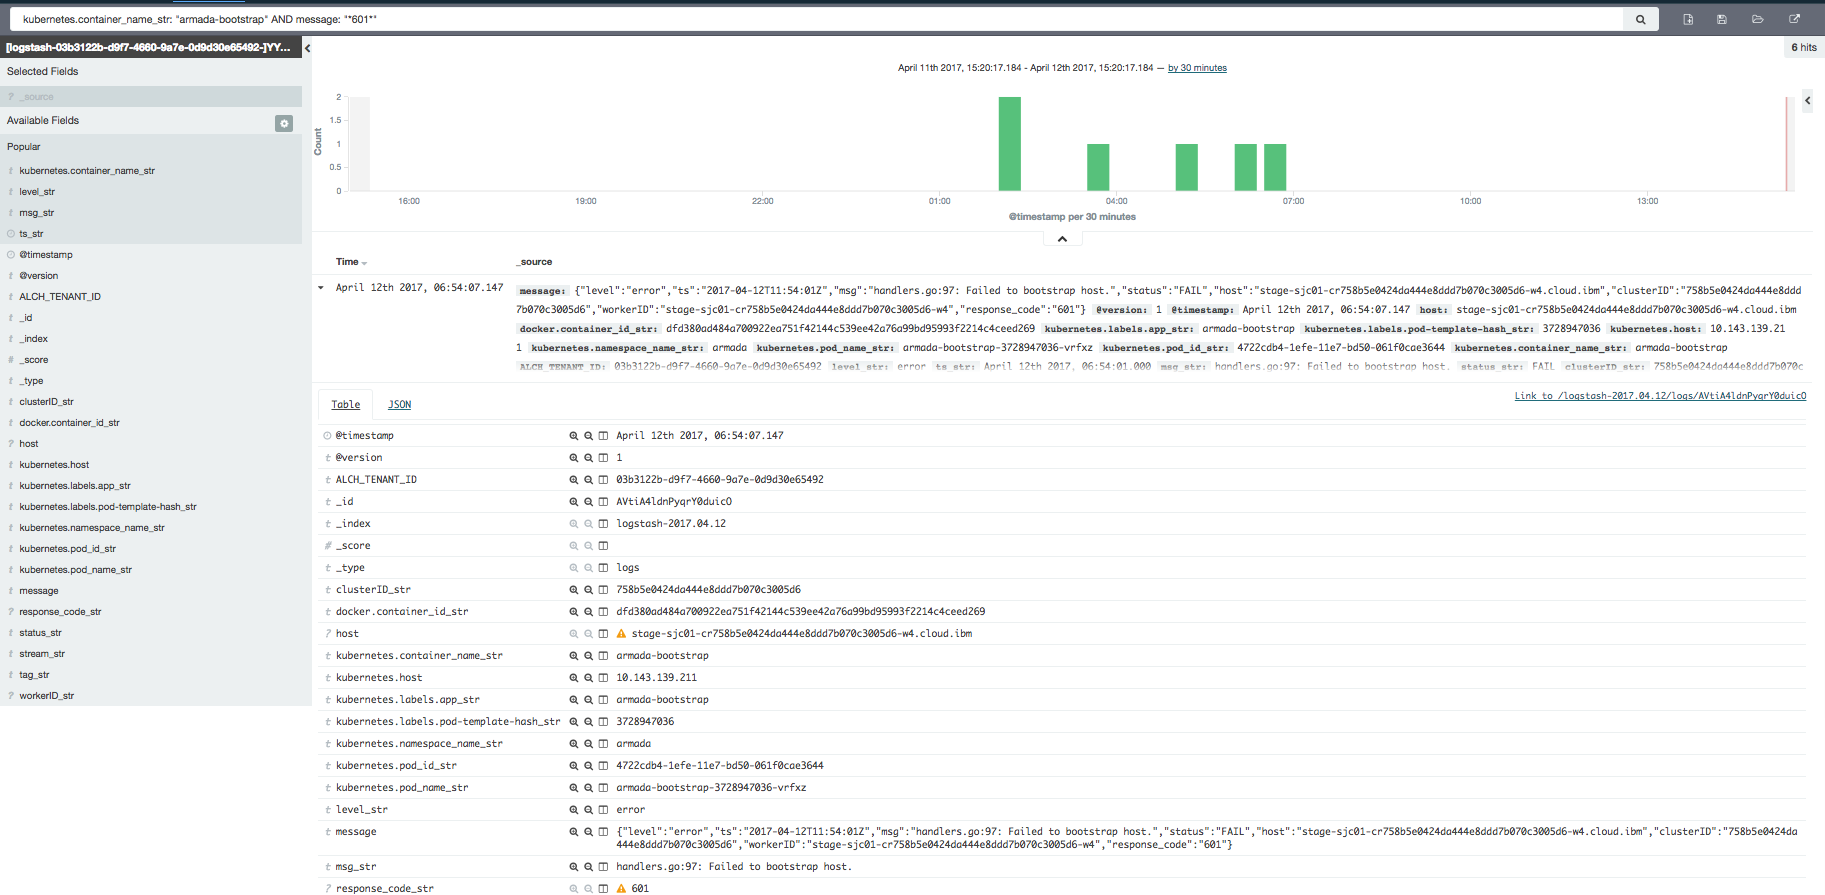 kubernetes.container_name_str: "armada-bootstrap" AND message: "*601*"
[logstash-03b3122b-d9f7-4660-9a7e-0d9d30e65492-]YY...
6 hits
Selected Fields
? _source
Available Fields
Popular
t kubernetes.container_name_str
t level_str
t msg_str
ts_str
@timestamp
t @version
t ALCH_TENANT_ID
t _id
t _index
# _score
t _type
t clusterID_str
t docker.container_id_str
? host
t kubernetes.host
t kubernetes.labels.app_str
t kubernetes.labels.pod-template-hash_str
t kubernetes.namespace_name_str
t kubernetes.pod_id_str
t kubernetes.pod_name_str
t message
? response_code_str
t status_str
t stream_str
t tag_str
? workerID_str
April 11th 2017, 15:20:17.184 - April 12th 2017, 15:20:17.184 — by 30 minutes
Count
2
1.5
1
0.5
0
16:00 19:00 22:00 01:00 04:00 07:00 10:00 13:00
@timestamp per 30 minutes
Time _source
April 12th 2017, 06:54:07.147
message: {"level":"error","ts":"2017-04-12T11:54:01Z","msg":"handlers.go:97: Failed to bootstrap host.","status":"FAIL","host":"stage-sjc01-cr758b5e0424da444e8ddd7b070c3005d6-w4.cloud.ibm","clusterID":"758b5e0424da444e8ddd
7b070c3005d6","workerID":"stage-sjc01-cr758b5e0424da444e8ddd7b070c3005d6-w4","response_code":"601"} @version: 1 @timestamp: April 12th 2017, 06:54:07.147 host: stage-sjc01-cr758b5e0424da444e8ddd7b070c3005d6-w4.cloud.ibm
docker.container_id_str: dfd380ad484a700922ea751f42144c539ee42a76a99bd95993f2214c4ceed269 kubernetes.labels.app_str: armada-bootstrap kubernetes.labels.pod-template-hash_str: 3728947036 kubernetes.host: 10.143.139.21
1 kubernetes.namespace_name_str: armada kubernetes.pod_name_str: armada-bootstrap-3728947036-vrfxz kubernetes.pod_id_str: 4722cdb4-1efe-11e7-bd50-061f0cae3644 kubernetes.container_name_str: armada-bootstrap
ALCH_TENANT_ID: 03b3122b-d9f7-4660-9a7e-0d9d30e65492 level_str: error ts_str: April 12th 2017, 06:54:01.000 msg_str: handlers.go:97: Failed to bootstrap host. status_str: FAIL clusterID_str: 758b5e0424da444e8ddd7b070c
Table JSON
Link to /logstash-2017.04.12/logs/AVtiA4ldnPyqrY0duicO
@timestamp April 12th 2017, 06:54:07.147
t @version 1
t ALCH_TENANT_ID 03b3122b-d9f7-4660-9a7e-0d9d30e65492
t _id AVtiA4ldnPyqrY0duicO
t _index logstash-2017.04.12
# _score
t _type logs
t clusterID_str 758b5e0424da444e8ddd7b070c3005d6
t docker.container_id_str dfd380ad484a700922ea751f42144c539ee42a76a99bd95993f2214c4ceed269
? host stage-sjc01-cr758b5e0424da444e8ddd7b070c3005d6-w4.cloud.ibm
t kubernetes.container_name_str armada-bootstrap
t kubernetes.host 10.143.139.211
t kubernetes.labels.app_str armada-bootstrap
t kubernetes.labels.pod-template-hash_str 3728947036
t kubernetes.namespace_name_str armada
t kubernetes.pod_id_str 4722cdb4-1efe-11e7-bd50-061f0cae3644
t kubernetes.pod_name_str armada-bootstrap-3728947036-vrfxz
t level_str error
t message {"level":"error","ts":"2017-04-12T11:54:01Z","msg":"handlers.go:97: Failed to bootstrap host.","status":"FAIL","host":"stage-sjc01-cr758b5e0424da444e8ddd7b070c3005d6-w4.cloud.ibm","clusterID":"758b5e0424da
444e8ddd7b070c3005d6","workerID":"stage-sjc01-cr758b5e0424da444e8ddd7b070c3005d6-w4","response_code":"601"}
t msg_str handlers.go:97: Failed to bootstrap host.
? response_code_str 601